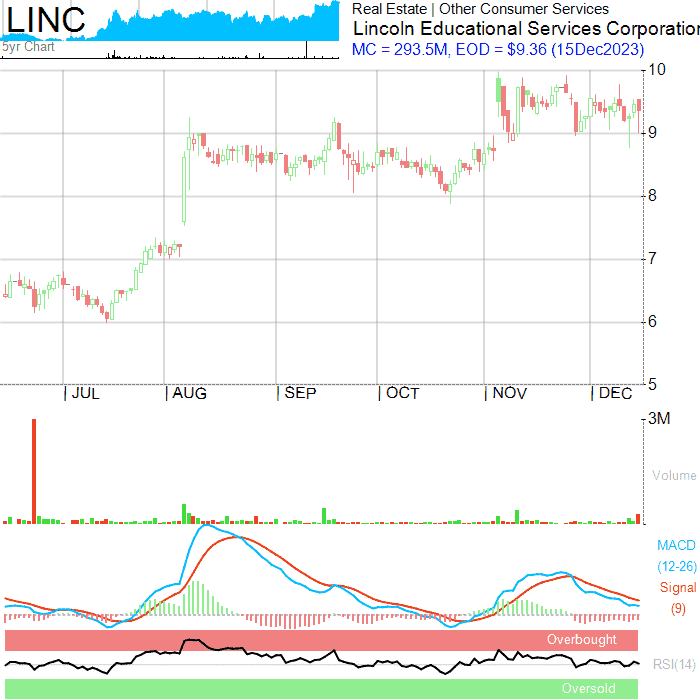 LINC
5yr Chart
Real Estate | Other Consumer Services
Lincoln Educational Services Corporation
MC = 293.5M, EOD = $9.36 (15Dec2023)
10
9
8
7
6
5
JUL
AUG
SEP
OCT
NOV
DEC
3M
Volume
MACD
(12-26)
Signal
(9)
Overbought
RSI(14)
Oversold